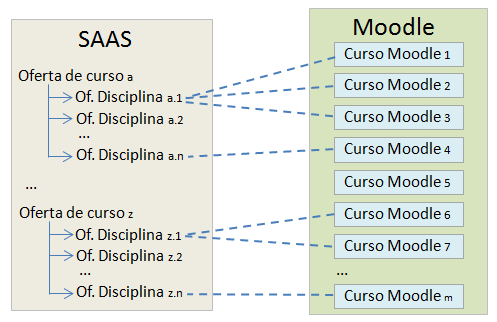 SAAS
Oferta de curso a
Of. Disciplina a.1
Of. Disciplina a.2
...
Of. Disciplina a.n
...
Oferta de curso z
Of. Disciplina z.1
Of. Disciplina z.2
...
Of. Disciplina z.n
Moodle
Curso Moodle 1
Curso Moodle 2
Curso Moodle 3
Curso Moodle 4
Curso Moodle 5
Curso Moodle 6
Curso Moodle 7
...
Curso Moodle m